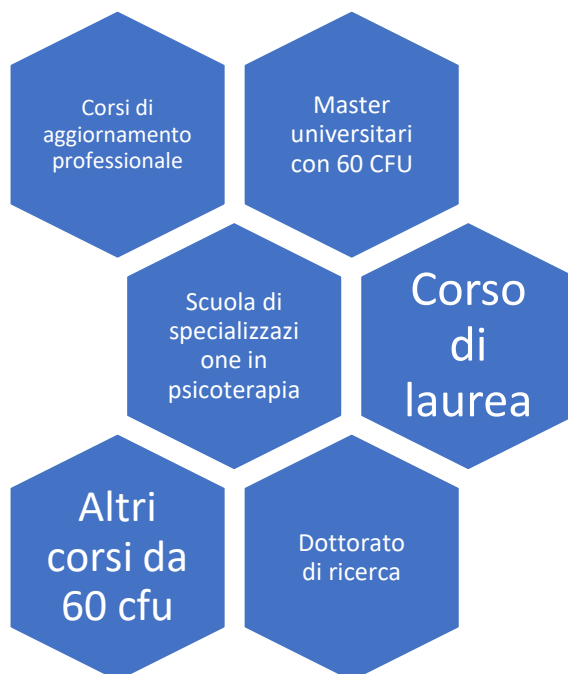 Corsi di
aggiornamento
professionale
Master
universitari
con 60 CFU
Scuola di
specializzazi
one in
psicoterapia
Corso
di
laurea
Altri
corsi da
60 cfu
Dottorato
di ricerca